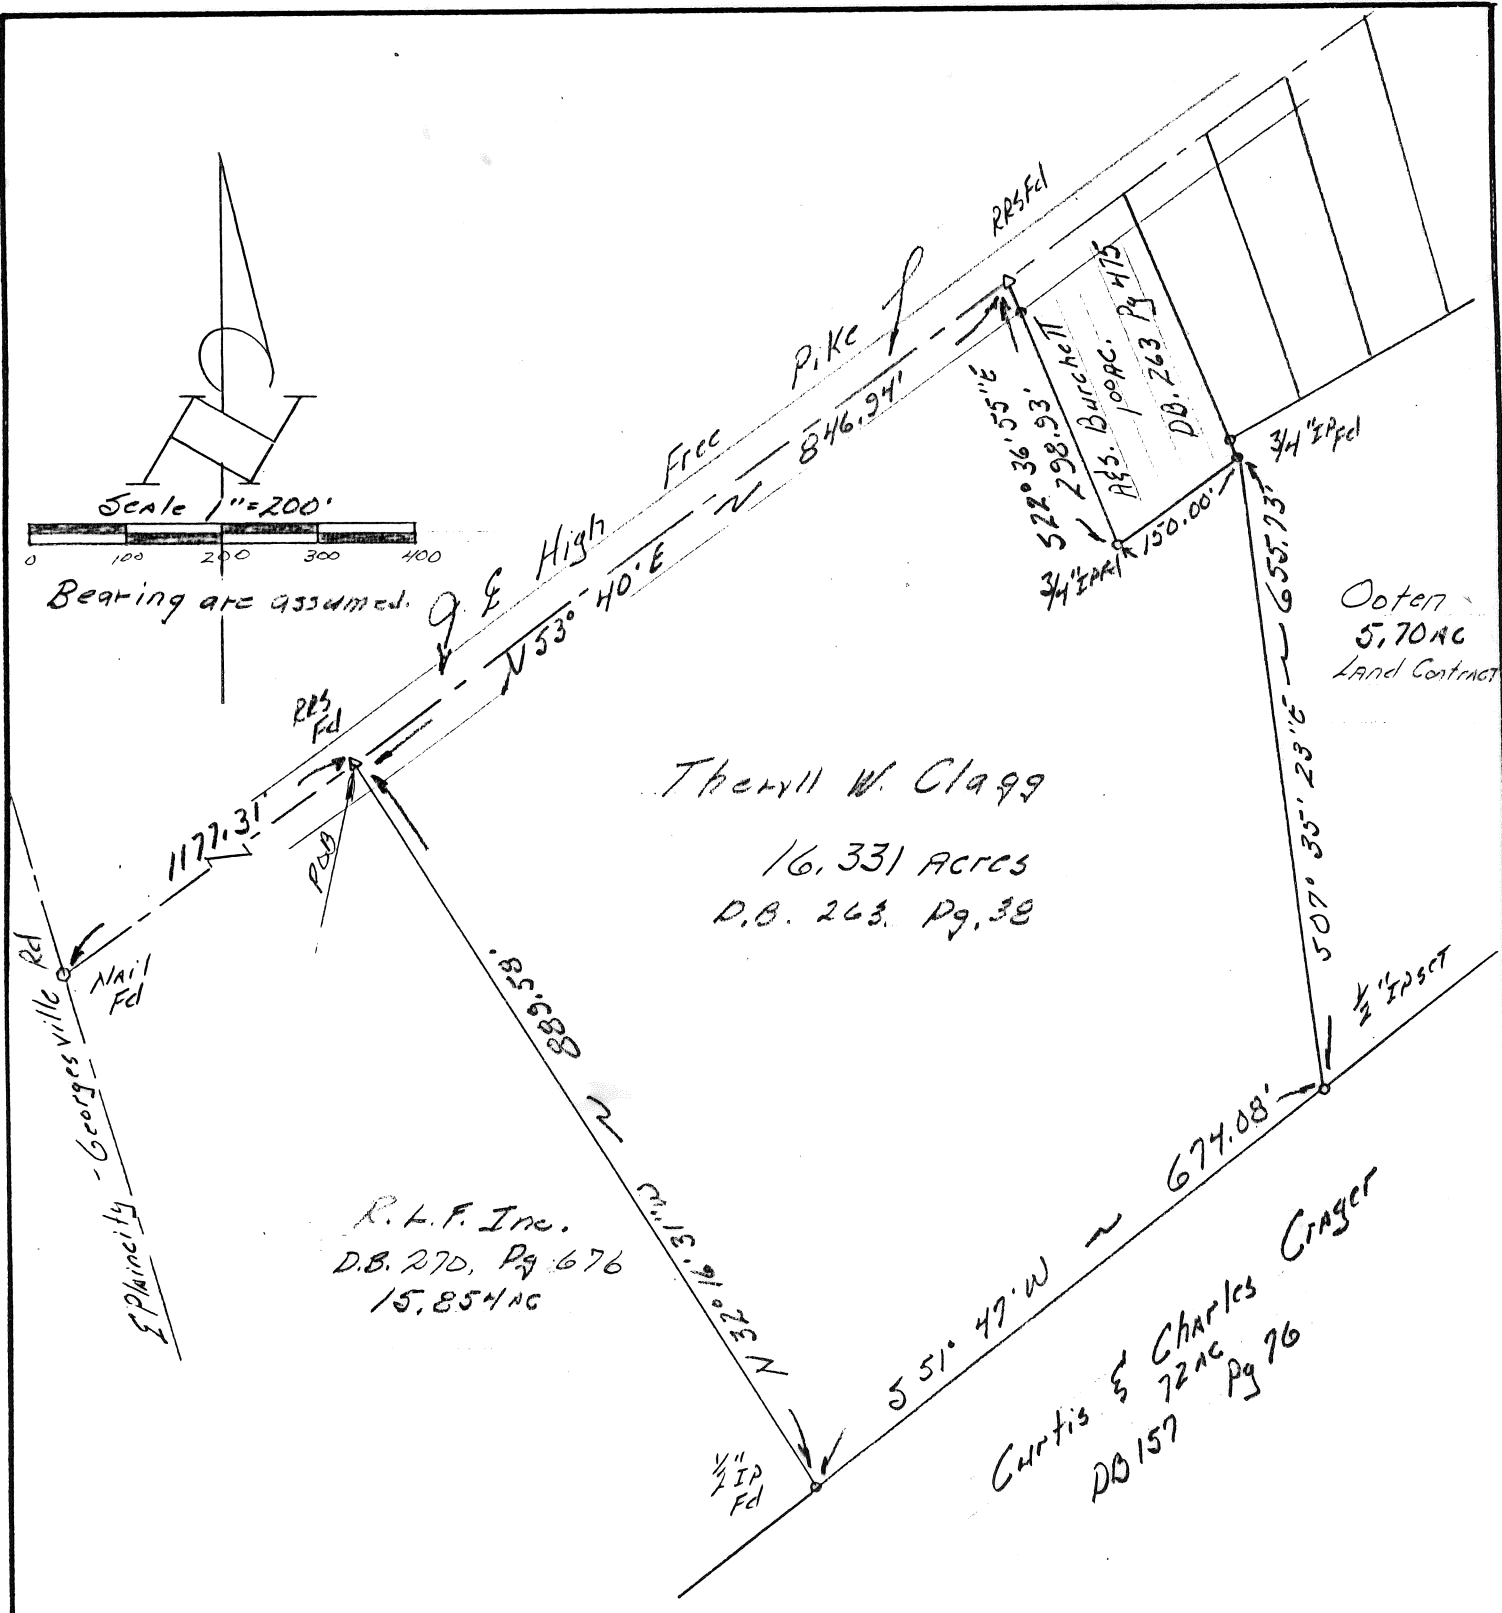 RRS Fd
℄ High Free Pike
846.94'
N 53° 40' E
S22° 36' 55" E
298.93'
A&S. Burchett
1.00 AC.
DB. 263 Pg 475
3/4" IP Fd
150.00'
3/4" IP Fd
Scale 1"=200'
0 100 200 300 400
Bearing are assumed.
S07° 35' 23" E ~ 655.73'
Ooten
5.70 AC
Land Contract
RRS
Fd
1177.31'
POB
Thervll W. Clagg
16.331 Acres
D.B. 263. Pg. 38
Nail
Fd
℄ Plaincity - Georgesville Rd
N 32° 16' 31" W ~ 889.58'
1/2" IP SET
R.L.F. Inc.
D.B. 270, Pg 676
15.854 AC
S 51° 47' W ~ 674.08'
1/2" IP
Fd
Curtis & Charles Crager
72 AC
DB 157 Pg 76